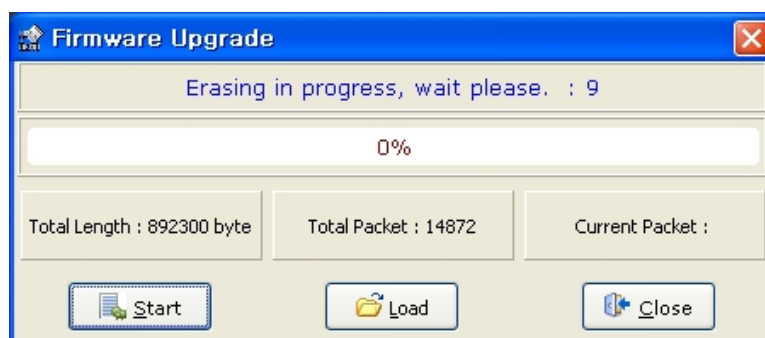 Firmware Upgrade
Erasing in progress, wait please. : 9
0%
Total Length : 892300 byte
Total Packet : 14872
Current Packet :
Start
Load
Close